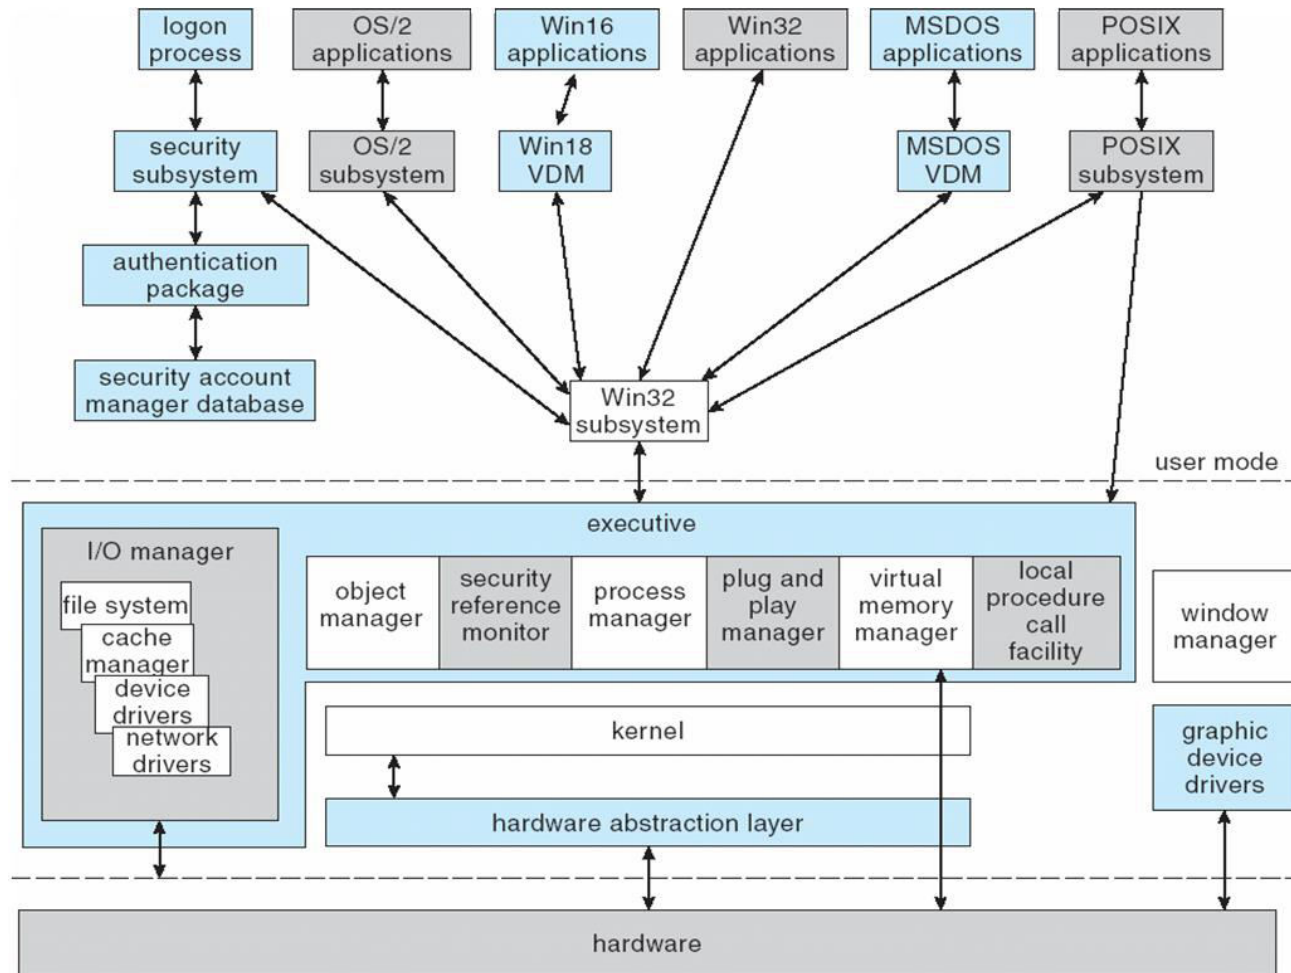 logon
process
OS/2
applications
Win16
applications
Win32
applications
MSDOS
applications
POSIX
applications
security
subsystem
OS/2
subsystem
Win18
VDM
MSDOS
VDM
POSIX
subsystem
authentication
package
security account
manager database
Win32
subsystem
user mode
executive
I/O manager
file system
cache
manager
device
drivers
network
drivers
object
manager
security
reference
monitor
process
manager
plug and
play
manager
virtual
memory
manager
local
procedure
call
facility
window
manager
kernel
graphic
device
drivers
hardware abstraction layer
hardware